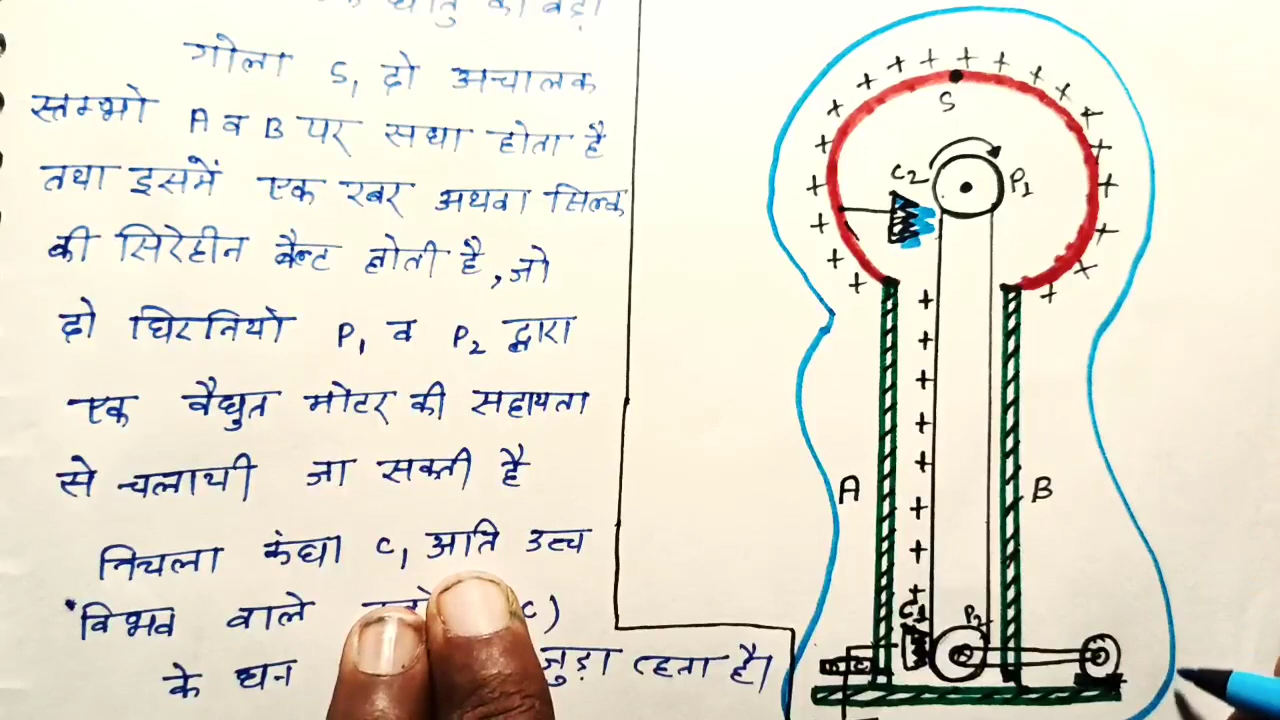 गोला S, दो अचालक
स्तम्भो A व B पर सधा होता है
तथा इसमें एक रबर अथवा सिल्क
की सिरेहीन बैल्ट होती है, जो
दो घिरनियो P₁ व P₂ द्वारा
एक वैद्युत मोटर की सहायता
से चलायी जा सकती है
निचला कंघा C₁ अति उच्च
विभव वाले C)
के धन जुड़ा रहता है।
+ + + + + + + + + + + + + + + + + + +
S
C2
P1
+ + + + + + +
A
B
C1
P2